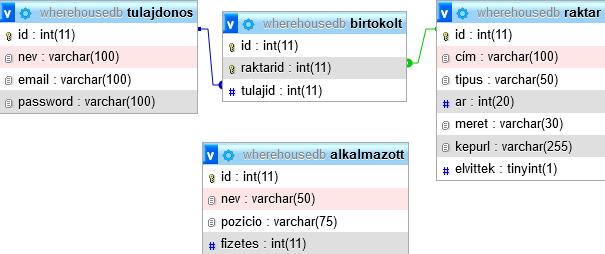 v wherehousedb tulajdonos
id : int(11)
nev : varchar(100)
email : varchar(100)
password : varchar(100)
v wherehousedb birtokolt
id : int(11)
raktarid : int(11)
# tulajid : int(11)
v wherehousedb raktar
id : int(11)
cím : varchar(100)
tipus : varchar(50)
# ar : int(20)
meret : varchar(30)
kepurl : varchar(255)
# elvittek : tinyint(1)
v wherehousedb alkalmazott
id : int(11)
nev : varchar(50)
pozicio : varchar(75)
# fizetes : int(11)